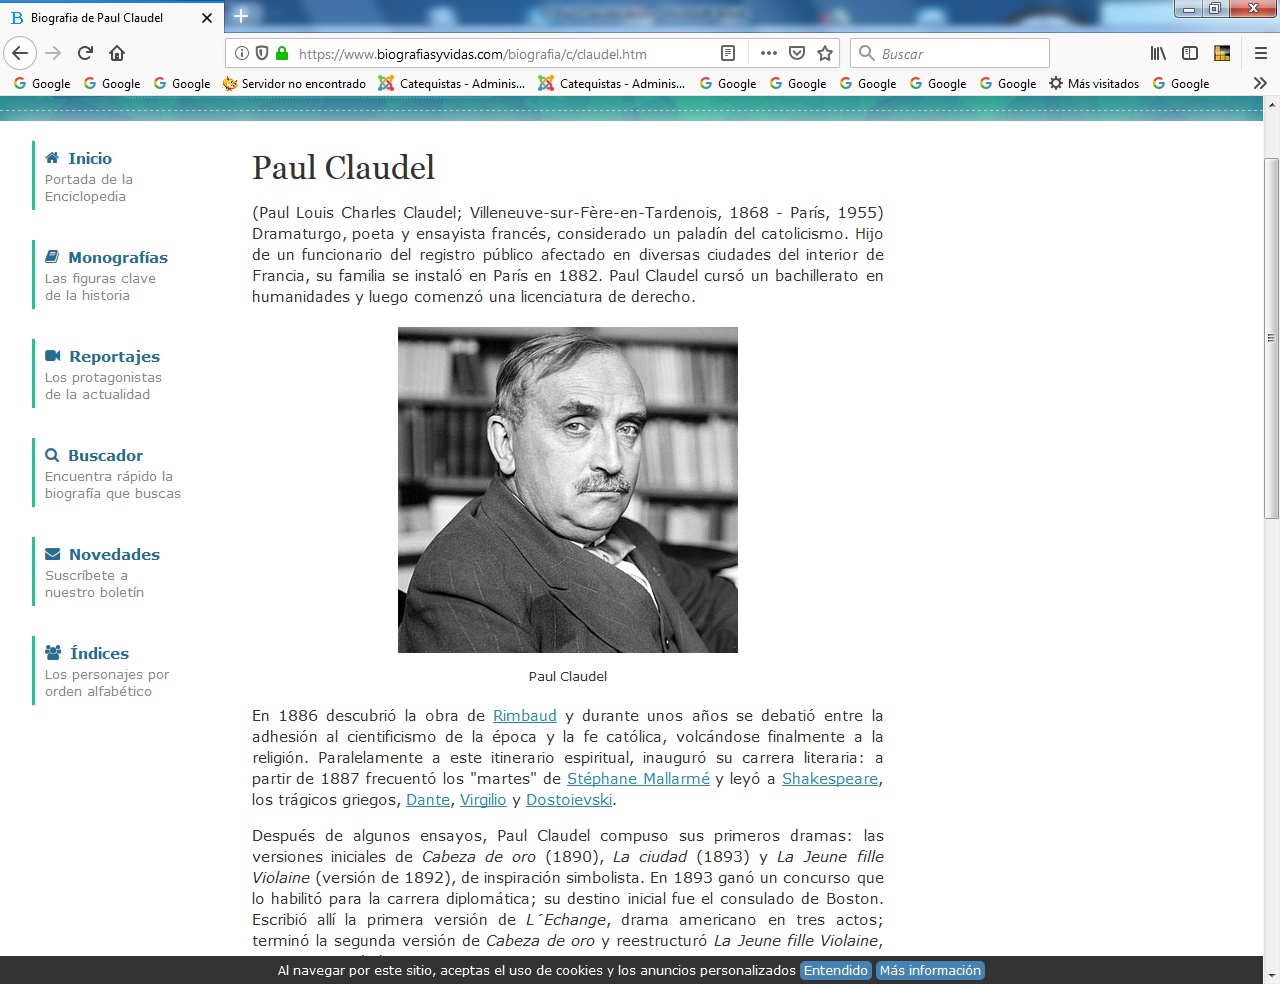 Biografia de Paul Claudel
https://www.biografiasyvidas.com/biografia/c/claudel.htm
Buscar
Google Google Google Servidor no encontrado Catequistas - Adminis... Catequistas - Adminis... Google Google Google Google Google Más visitados Google
Inicio
Portada de la
Enciclopedia
Monografías
Las figuras clave
de la historia
Reportajes
Los protagonistas
de la actualidad
Buscador
Encuentra rápido la
biografía que buscas
Novedades
Suscríbete a
nuestro boletín
Índices
Los personajes por
orden alfabético
Paul Claudel
(Paul Louis Charles Claudel; Villeneuve-sur-Fère-en-Tardenois, 1868 - París, 1955)
Dramaturgo, poeta y ensayista francés, considerado un paladín del catolicismo. Hijo
de un funcionario del registro público afectado en diversas ciudades del interior de
Francia, su familia se instaló en París en 1882. Paul Claudel cursó un bachillerato en
humanidades y luego comenzó una licenciatura de derecho.
Paul Claudel
En 1886 descubrió la obra de Rimbaud y durante unos años se debatió entre la
adhesión al cientificismo de la época y la fe católica, volcándose finalmente a la
religión. Paralelamente a este itinerario espiritual, inauguró su carrera literaria: a
partir de 1887 frecuentó los "martes" de Stéphane Mallarmé y leyó a Shakespeare,
los trágicos griegos, Dante, Virgilio y Dostoievski.
Después de algunos ensayos, Paul Claudel compuso sus primeros dramas: las
versiones iniciales de Cabeza de oro (1890), La ciudad (1893) y La Jeune fille
Violaine (versión de 1892), de inspiración simbolista. En 1893 ganó un concurso que
lo habilitó para la carrera diplomática; su destino inicial fue el consulado de Boston.
Escribió allí la primera versión de L´Echange, drama americano en tres actos;
terminó la segunda versión de Cabeza de oro y reestructuró La Jeune fille Violaine,
Al navegar por este sitio, aceptas el uso de cookies y los anuncios personalizados Entendido Más información